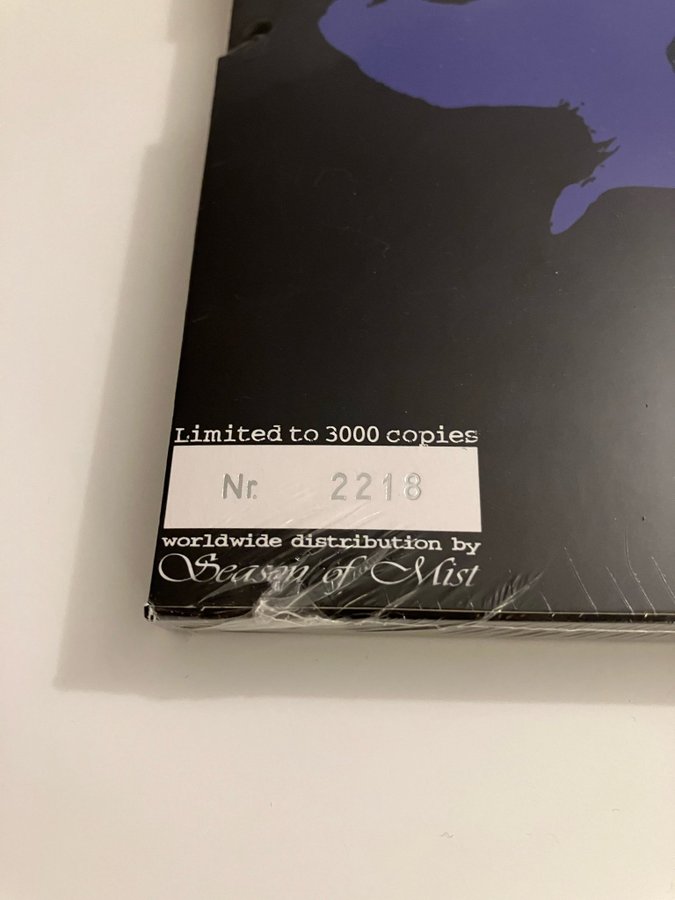 Limited to 3000 copies
Nr. 2218
worldwide distribution by
Season of Mist